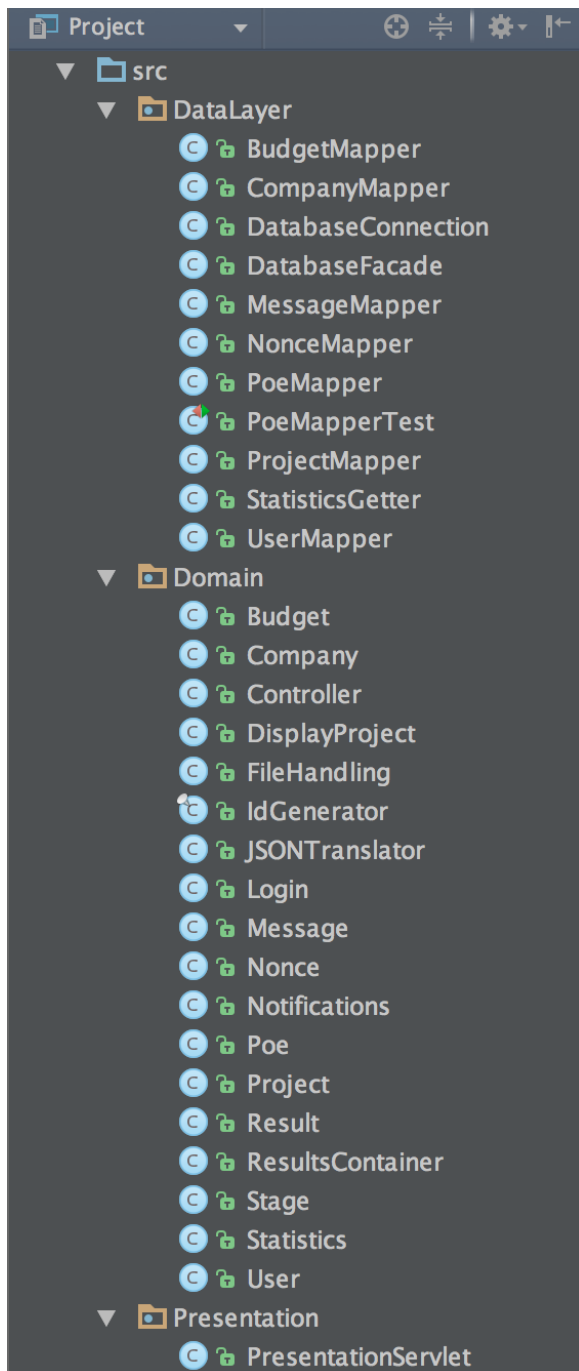 Project
src
DataLayer
BudgetMapper
CompanyMapper
DatabaseConnection
DatabaseFacade
MessageMapper
NonceMapper
PoeMapper
PoeMapperTest
ProjectMapper
StatisticsGetter
UserMapper
Domain
Budget
Company
Controller
DisplayProject
FileHandling
IdGenerator
JSONTranslator
Login
Message
Nonce
Notifications
Poe
Project
Result
ResultsContainer
Stage
Statistics
User
Presentation
PresentationServlet